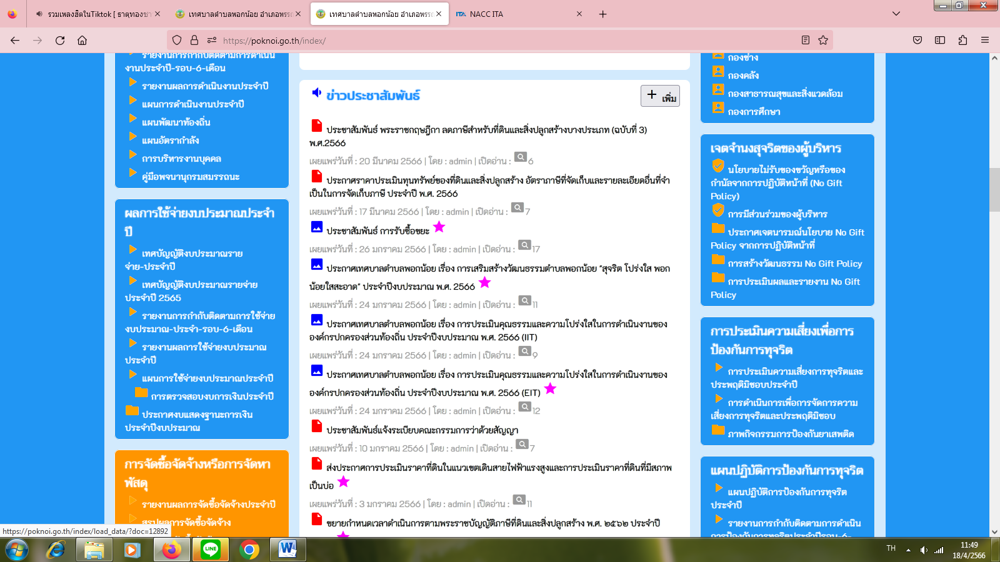 รวมเพลงฮิตในTiktok [ ธาตุทองซา
เทศบาลตำบลพอกน้อย อำเภอพรรณ
เทศบาลตำบลพอกน้อย อำเภอพรรณ
ITA NACC ITA
https://poknoi.go.th/index/
รายงานการกำกับติดตามการดำเนิน
งานประจำปี-รอบ-6-เดือน
รายงานผลการดำเนินงานประจำปี
แผนการดำเนินงานประจำปี
แผนพัฒนาท้องถิ่น
แผนอัตรากำลัง
การบริหารงานบุคคล
คู่มือพจนานุกรมสมรรถนะ
ผลการใช้จ่ายงบประมาณประจำ
ปี
เทศบัญญัติงบประมาณราย
จ่าย-ประจำปี
เทศบัญญัติงบประมาณรายจ่าย
ประจำปี 2565
รายงานการกำกับติดตามการใช้จ่าย
งบประมาณ-ประจำ-รอบ-6-เดือน
รายงานผลการใช้จ่ายงบประมาณ
ประจำปี
แผนการใช้จ่ายงบประมาณประจำปี
การตรวจสอบงบการเงินประจำปี
ประกาศงบแสดงฐานะการเงิน
ประจำปีงบประมาณ
การจัดซื้อจัดจ้างหรือการจัดหา
พัสดุ
รายงานผลการจัดซื้อจัดจ้างประจำปี
สรุปผลการจัดซื้อจัดจ้าง
ข่าวประชาสัมพันธ์
เพิ่ม
ประชาสัมพันธ์ พระราชกฤษฎีกา ลดภาษีสำหรับที่ดินและสิ่งปลูกสร้างบางประเภท (ฉบับที่ 3)
พ.ศ.2566
เผยแพร่วันที่ : 20 มีนาคม 2566 | โดย : admin | เปิดอ่าน : 6
ประกาศราคาประเมินทุนทรัพย์ของที่ดินและสิ่งปลูกสร้าง อัตราภาษีที่จัดเก็บและรายละเอียดอื่นที่จำ
เป็นในการจัดเก็บภาษี ประจำปี พ.ศ. 2566
เผยแพร่วันที่ : 17 มีนาคม 2566 | โดย : admin | เปิดอ่าน : 7
ประชาสัมพันธ์ การรับซื้อขยะ
เผยแพร่วันที่ : 26 มกราคม 2566 | โดย : admin | เปิดอ่าน : 17
ประกาศเทศบาลตำบลพอกน้อย เรื่อง การเสริมสร้างวัฒนธรรมตำบลพอกน้อย "สุจริต โปร่งใส พอก
น้อยใสสะอาด" ประจำปีงบประมาณ พ.ศ. 2566
เผยแพร่วันที่ : 24 มกราคม 2566 | โดย : admin | เปิดอ่าน : 11
ประกาศเทศบาลตำบลพอกน้อย เรื่อง การประเมินคุณธรรมและความโปร่งใสในการดำเนินงานของ
องค์กรปกครองส่วนท้องถิ่น ประจำปีงบประมาณ พ.ศ. 2566 (IIT)
เผยแพร่วันที่ : 24 มกราคม 2566 | โดย : admin | เปิดอ่าน : 9
ประกาศเทศบาลตำบลพอกน้อย เรื่อง การประเมินคุณธรรมและความโปร่งใสในการดำเนินงานของ
องค์กรปกครองส่วนท้องถิ่น ประจำปีงบประมาณ พ.ศ. 2566 (EIT)
เผยแพร่วันที่ : 24 มกราคม 2566 | โดย : admin | เปิดอ่าน : 12
ประชาสัมพันธ์แจ้งระเบียบคณะกรรมการว่าด้วยสัญญา
เผยแพร่วันที่ : 10 มกราคม 2566 | โดย : admin | เปิดอ่าน : 7
ส่งประกาศการประเมินราคาที่ดินในแนวเขตเดินสายไฟฟ้าแรงสูงและการประเมินราคาที่ดินที่มีสภาพ
เป็นบ่อ
เผยแพร่วันที่ : 3 มกราคม 2566 | โดย : admin | เปิดอ่าน : 11
ขยายกำหนดเวลาดำเนินการตามพระราชบัญญัติภาษีที่ดินและสิ่งปลูกสร้าง พ.ศ. ๒๕๖๒ ประจำปี
กองช่าง
กองคลัง
กองสาธารณสุขและสิ่งแวดล้อม
กองการศึกษา
เจตจำนงสุจริตของผู้บริหาร
นโยบายไม่รับของขวัญหรือของ
กำนัลจากการปฏิบัติหน้าที่ (No Gift
Policy)
การมีส่วนร่วมของผู้บริหาร
ประกาศเจตนารมณ์นโยบาย No Gift
Policy จากการปฏิบัติหน้าที่
การสร้างวัฒนธรรม No Gift Policy
การประเมินผลและรายงาน No Gift
Policy
การประเมินความเสี่ยงเพื่อการ
ป้องกันการทุจริต
การประเมินความเสี่ยงการทุจริตและ
ประพฤติมิชอบประจำปี
การดำเนินการเพื่อการจัดการความ
เสี่ยงการทุจริตและประพฤติมิชอบ
ภาพกิจกรรมการป้องกันยาเสพติด
แผนปฏิบัติการป้องกันการทุจริต
แผนปฏิบัติการป้องกันการทุจริต
ประจำปี
รายงานการกำกับติดตามการดำเนิน
การป้องกันการทุจริตประจำปีรอบ-6-
https://poknoi.go.th/index/load_data/?doc=12892
LINE
TH
11:49
18/4/2566